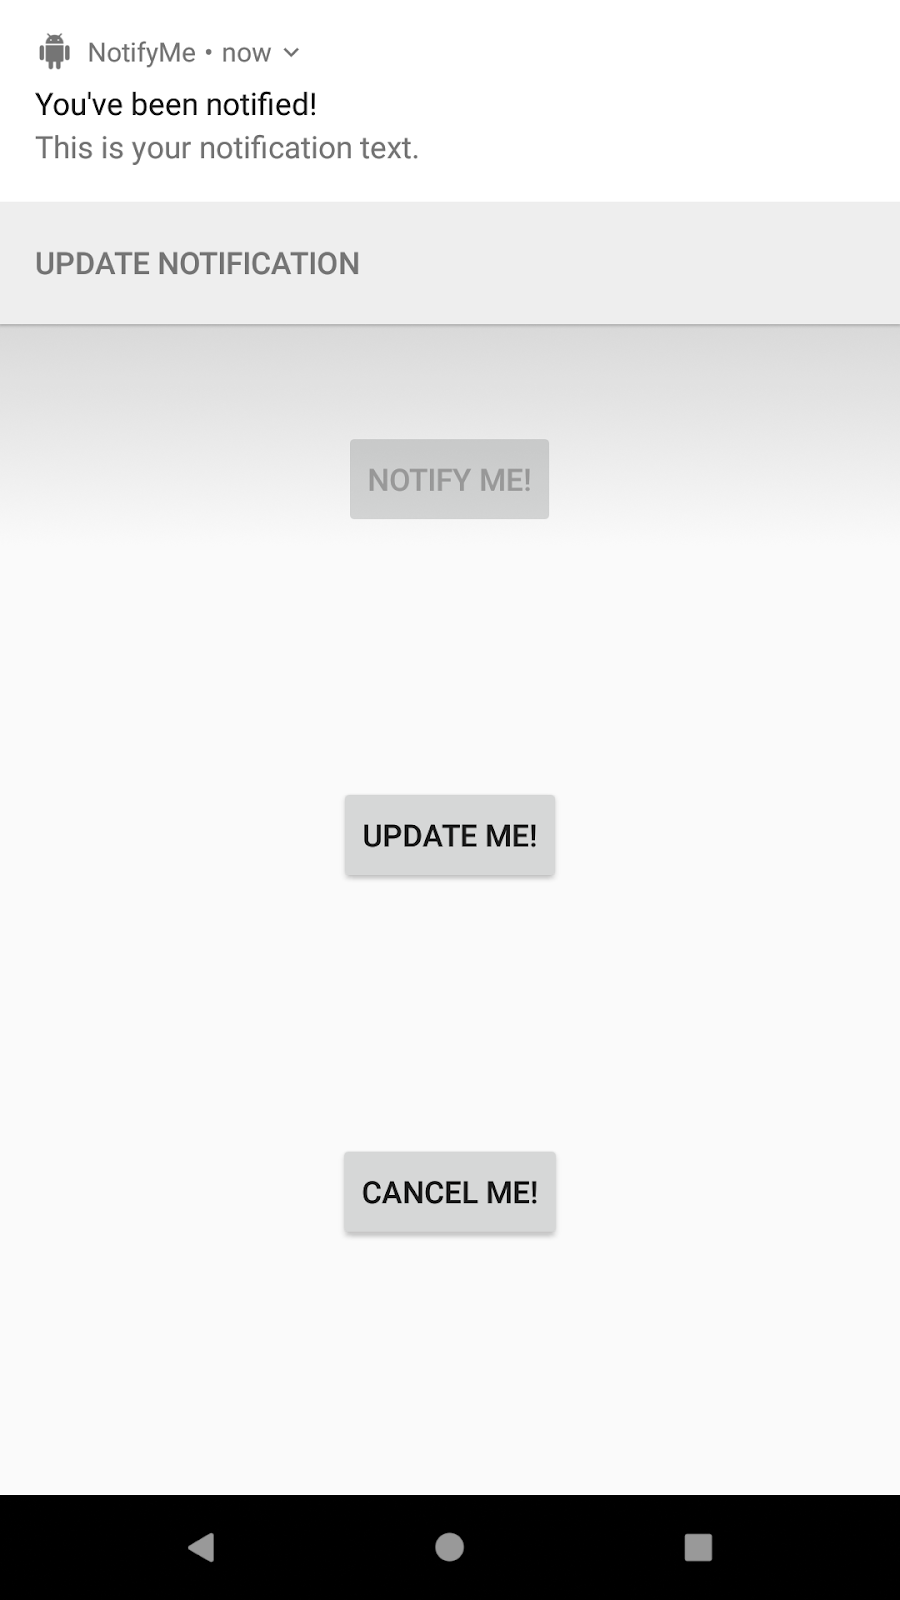 NotifyMe • now
You've been notified!
This is your notification text.
UPDATE NOTIFICATION
NOTIFY ME!
UPDATE ME!
CANCEL ME!